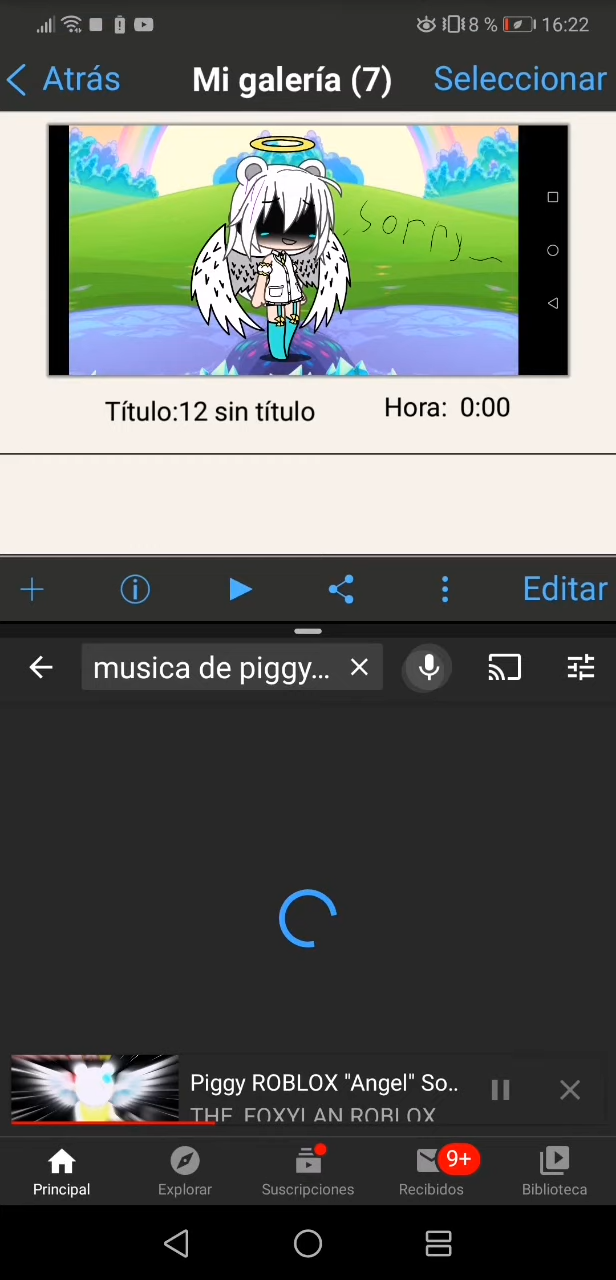 8 % 16:22
Atrás Mi galería (7) Seleccionar
Sorry
Título:12 sin título Hora: 0:00
Editar
musica de piggy...
Piggy ROBLOX "Angel" So..
THE FOXYLAN ROBLOX
9+
Principal Explorar Suscripciones Recibidos Biblioteca